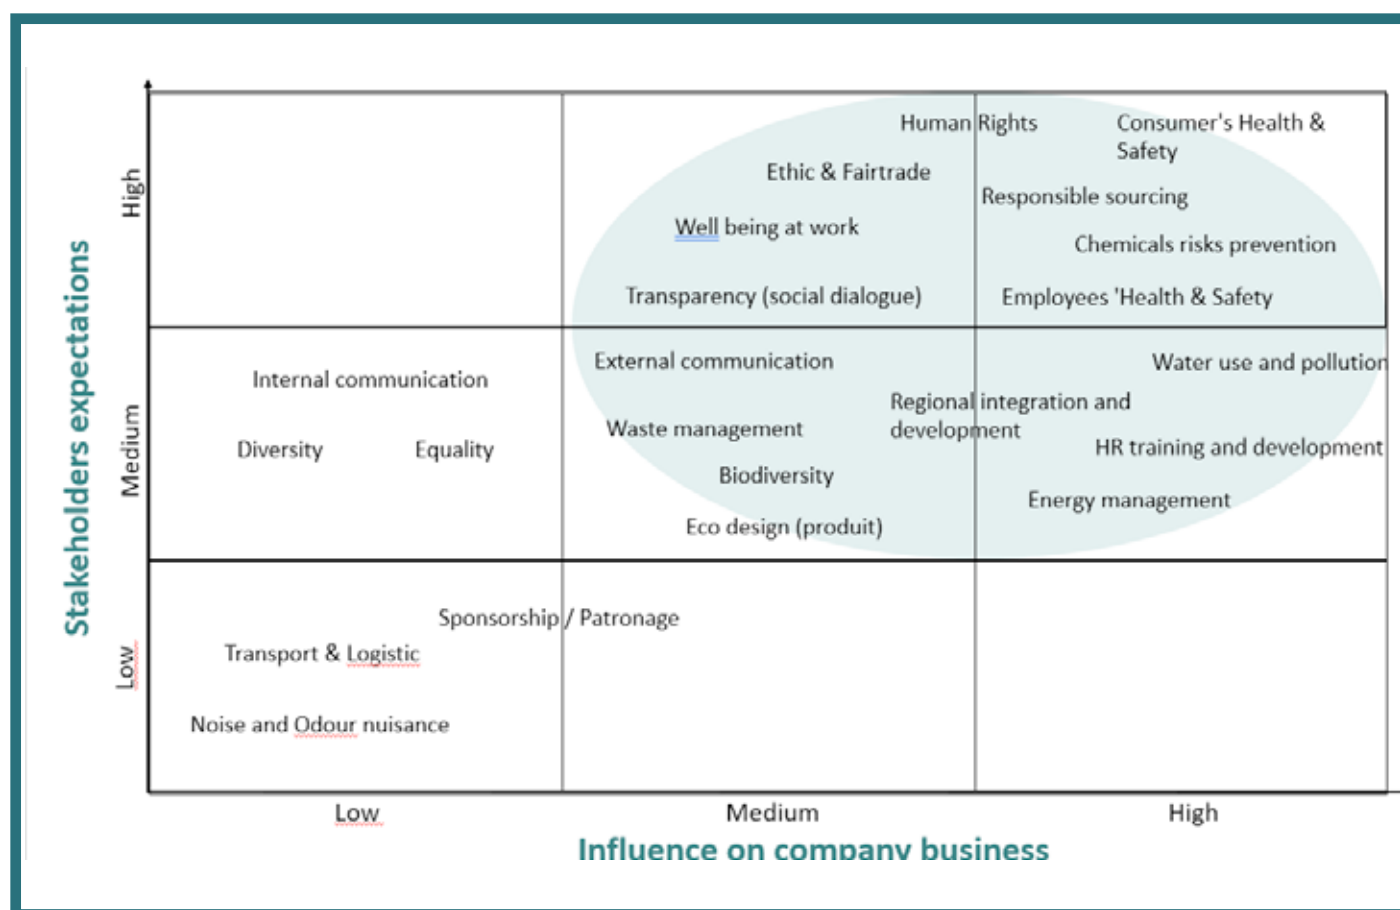 Stakeholders expectations
High
Medium
Low
Human Rights
Consumer's Health &
Safety
Ethic & Fairtrade
Responsible sourcing
Well being at work
Chemicals risks prevention
Transparency (social dialogue)
Employees 'Health & Safety
External communication
Water use and pollution
Internal communication
Regional integration and
development
Waste management
Diversity
Equality
HR training and development
Biodiversity
Energy management
Eco design (produit)
Sponsorship / Patronage
Transport & Logistic
Noise and Odour nuisance
Low
Medium
High
Influence on company business